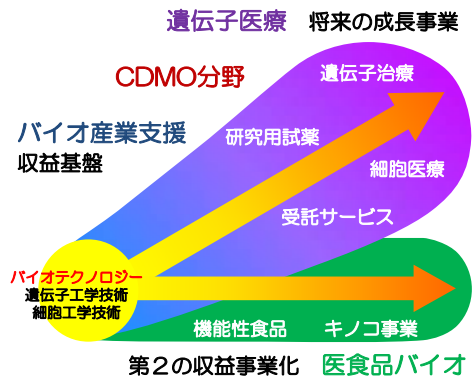 遺伝子医療 将来の成長事業
遺伝子治療
CDMO分野
バイオ産業支援
収益基盤
研究用試薬
細胞医療
受託サービス
バイオテクノロジー
遺伝子工学技術
細胞工学技術
機能性食品 キノコ事業
第2の収益事業化 医食品バイオ